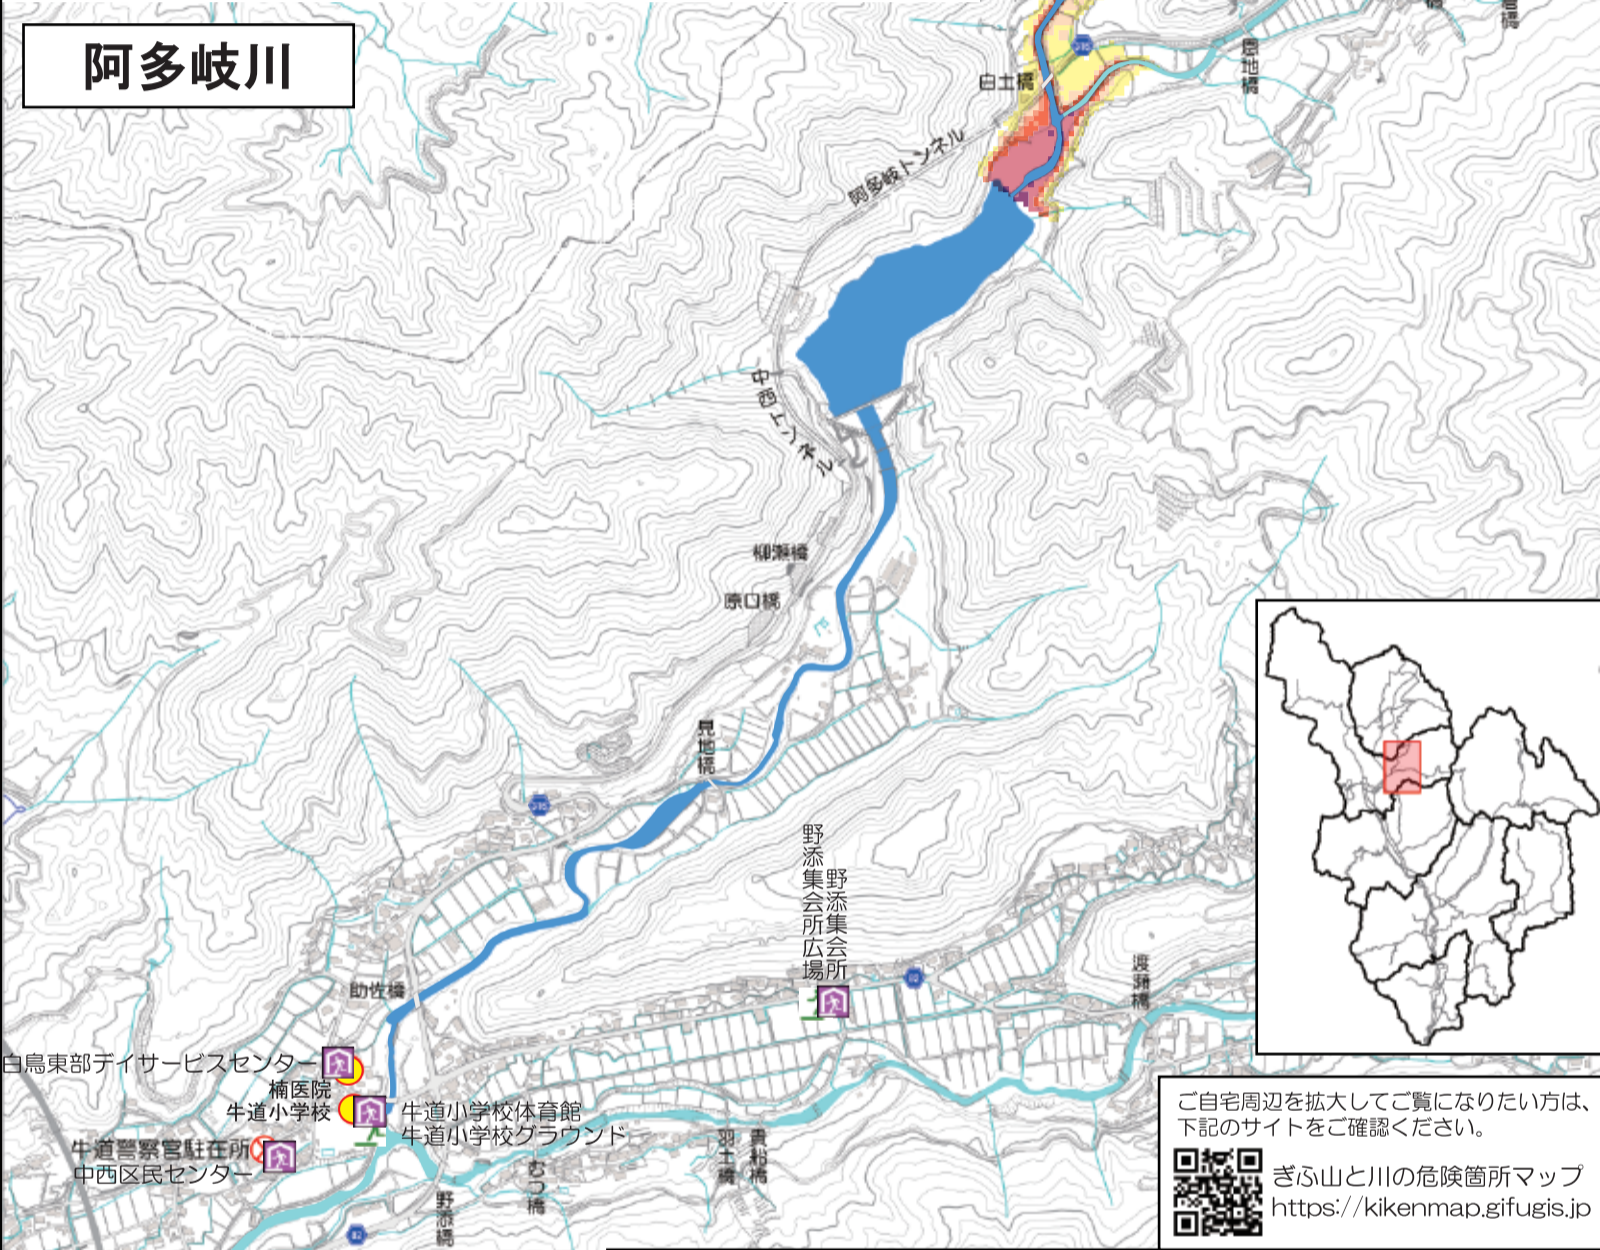 阿多岐川
白土橋
阿多岐トンネル
中西トンネル
柳瀬橋
原口橋
見地橋
野添集会所広場
野添集会所
渡瀬橋
助佐橋
白鳥東部デイサービスセンター
楠医院
牛道小学校
牛道小学校体育館
牛道小学校グラウンド
牛道警察官駐在所
中西区民センター
82
82
野添橋
むつ橋
羽土橋
貴船橋
ご自宅周辺を拡大してご覧になりたい方は、
下記のサイトをご確認ください。
ぎふ山と川の危険箇所マップ
https://kikenmap.gifugis.jp